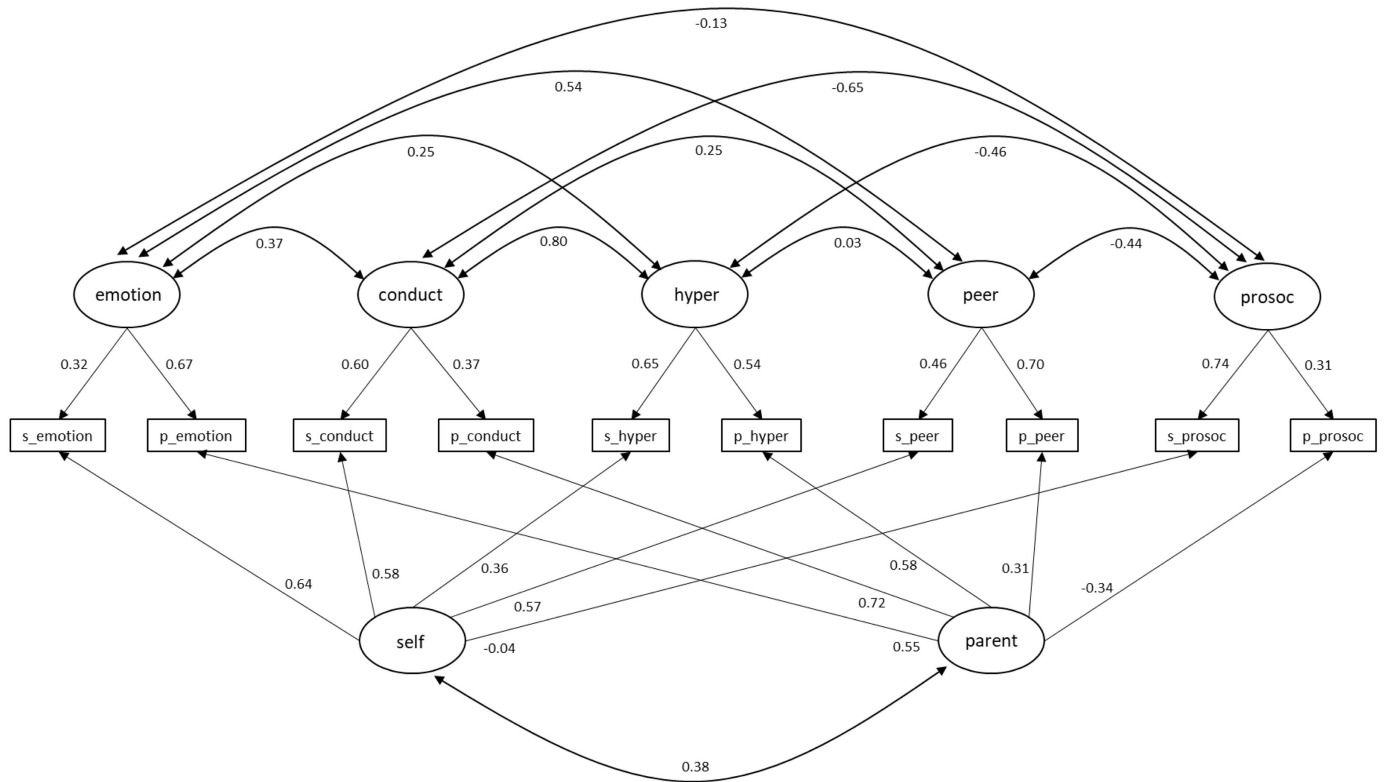 -0.13
0.54
-0.65
0.25
0.25
-0.46
0.37
0.80
0.03
-0.44
emotion
conduct
hyper
peer
prosoc
0.32
0.67
0.60
0.37
0.65
0.54
0.46
0.70
0.74
0.31
s_emotion
p_emotion
s_conduct
p_conduct
s_hyper
p_hyper
s_peer
p_peer
s_prosoc
p_prosoc
0.64
0.58
0.36
0.57
-0.04
0.58
0.31
-0.34
0.72
0.55
self
parent
0.38